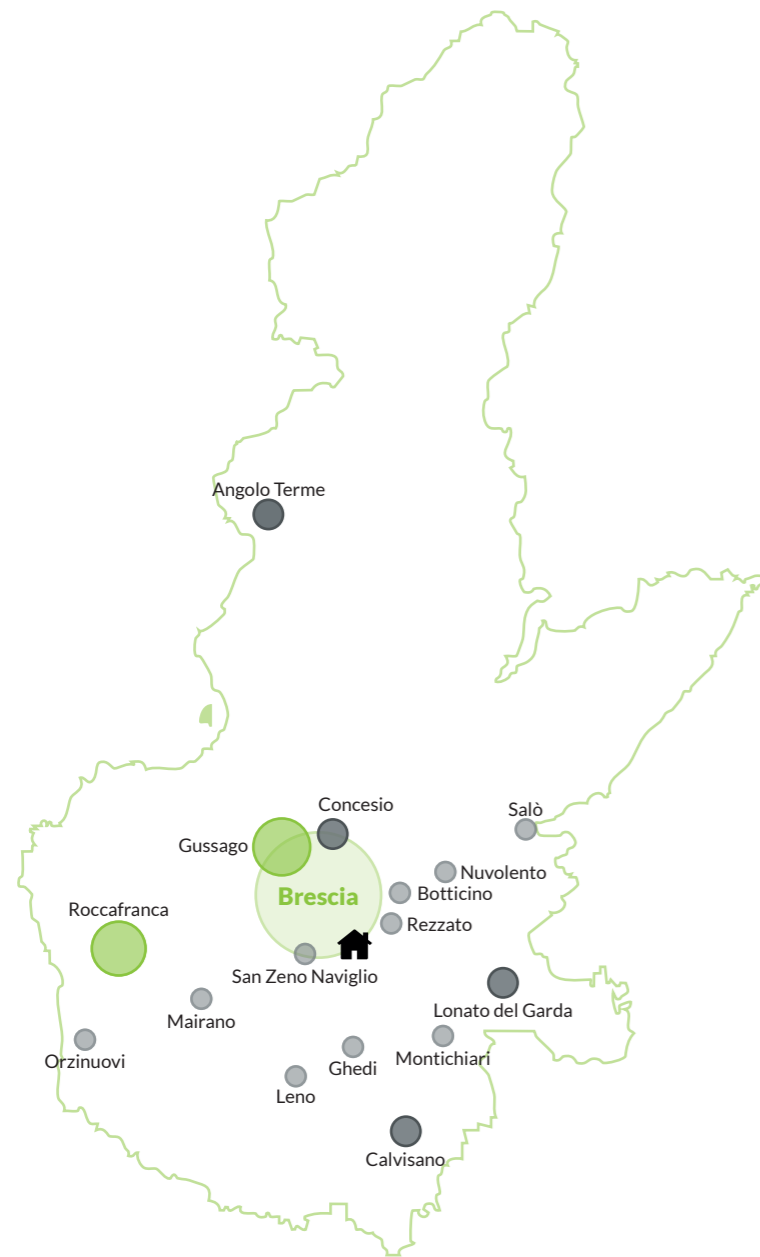 Angolo Terme
Concesio
Salò
Gussago
Nuvolento
Brescia
Botticino
Roccafranca
Rezzato
San Zeno Naviglio
Lonato del Garda
Mairano
Montichiari
Orzinuovi
Ghedi
Leno
Calvisano